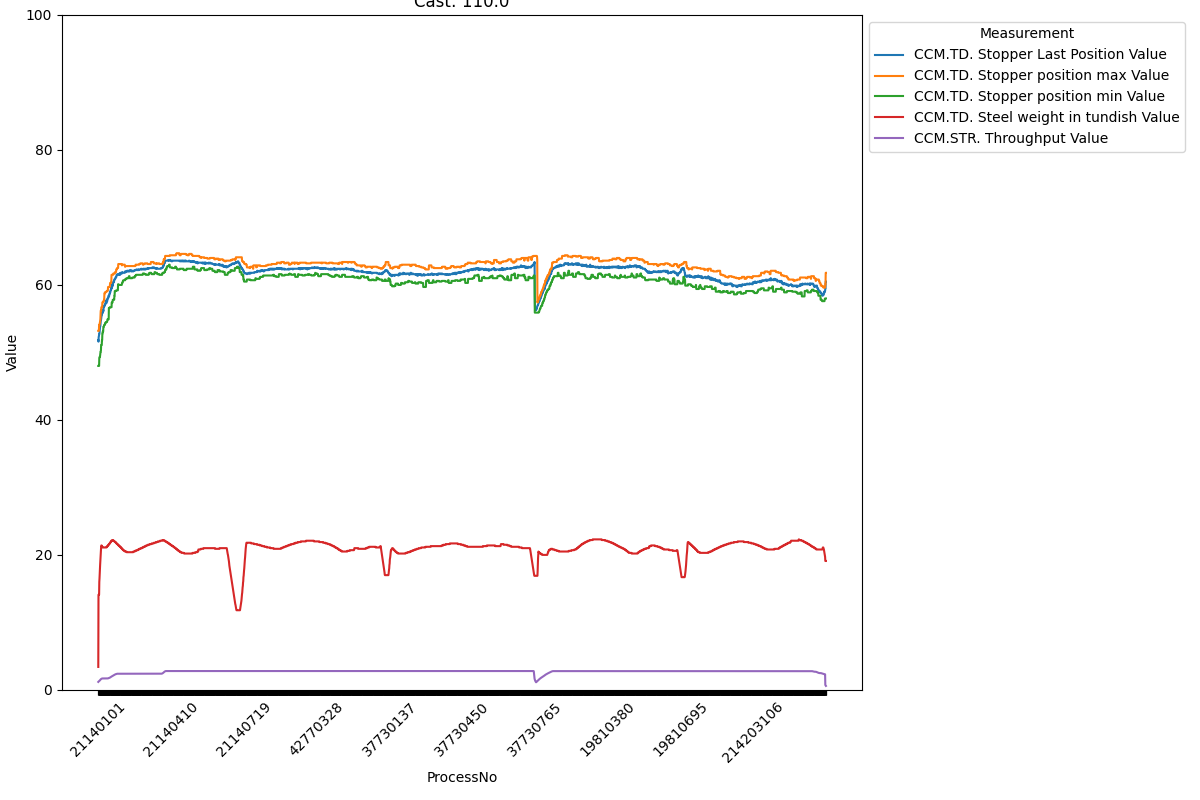 Cast: 110.0
Measurement
CCM.TD. Stopper Last Position Value
CCM.TD. Stopper position max Value
CCM.TD. Stopper position min Value
CCM.TD. Steel weight in tundish Value
CCM.STR. Throughput Value
100
80
60
40
20
0
Value
21140101
21140410
21140719
42770328
37730137
37730450
37730765
19810380
19810695
214203106
ProcessNo